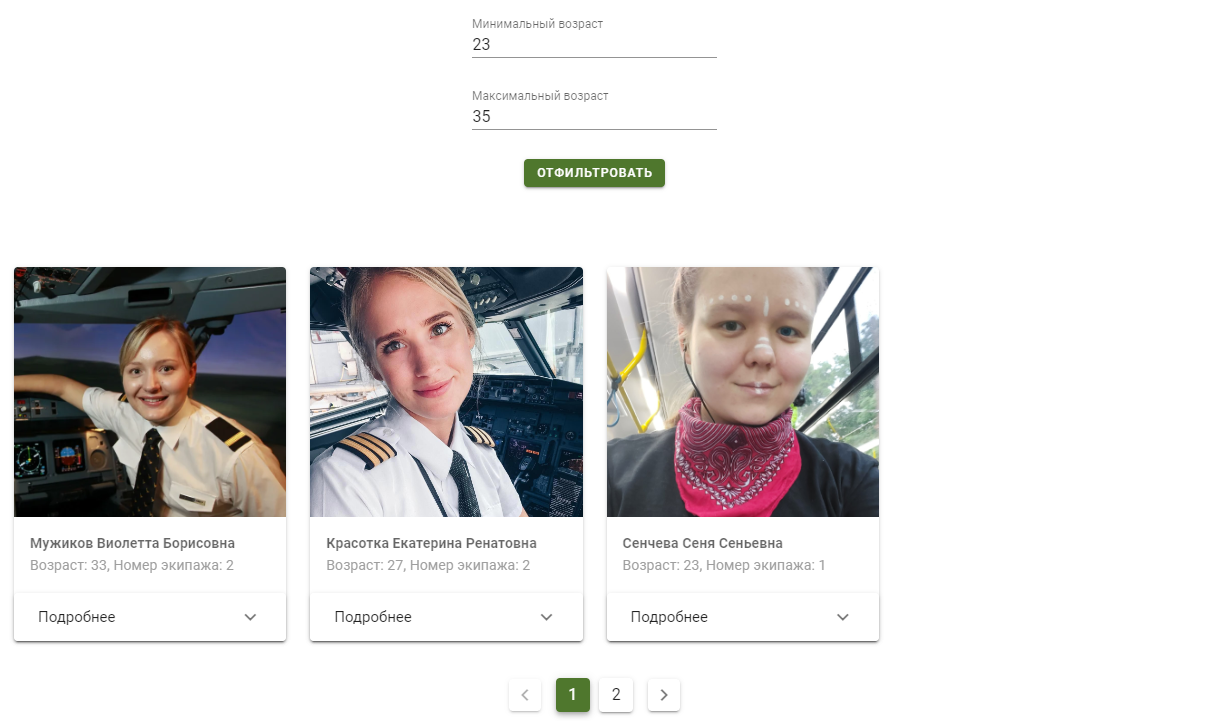 Минимальный возраст
23
Максимальный возраст
35
ОТФИЛЬТРОВАТЬ
Мужиков Виолетта Борисовна
Возраст: 33, Номер экипажа: 2
Подробнее
Красотка Екатерина Ренатовна
Возраст: 27, Номер экипажа: 2
Подробнее
Сенчева Сеня Сеньевна
Возраст: 23, Номер экипажа: 1
Подробнее
1
2